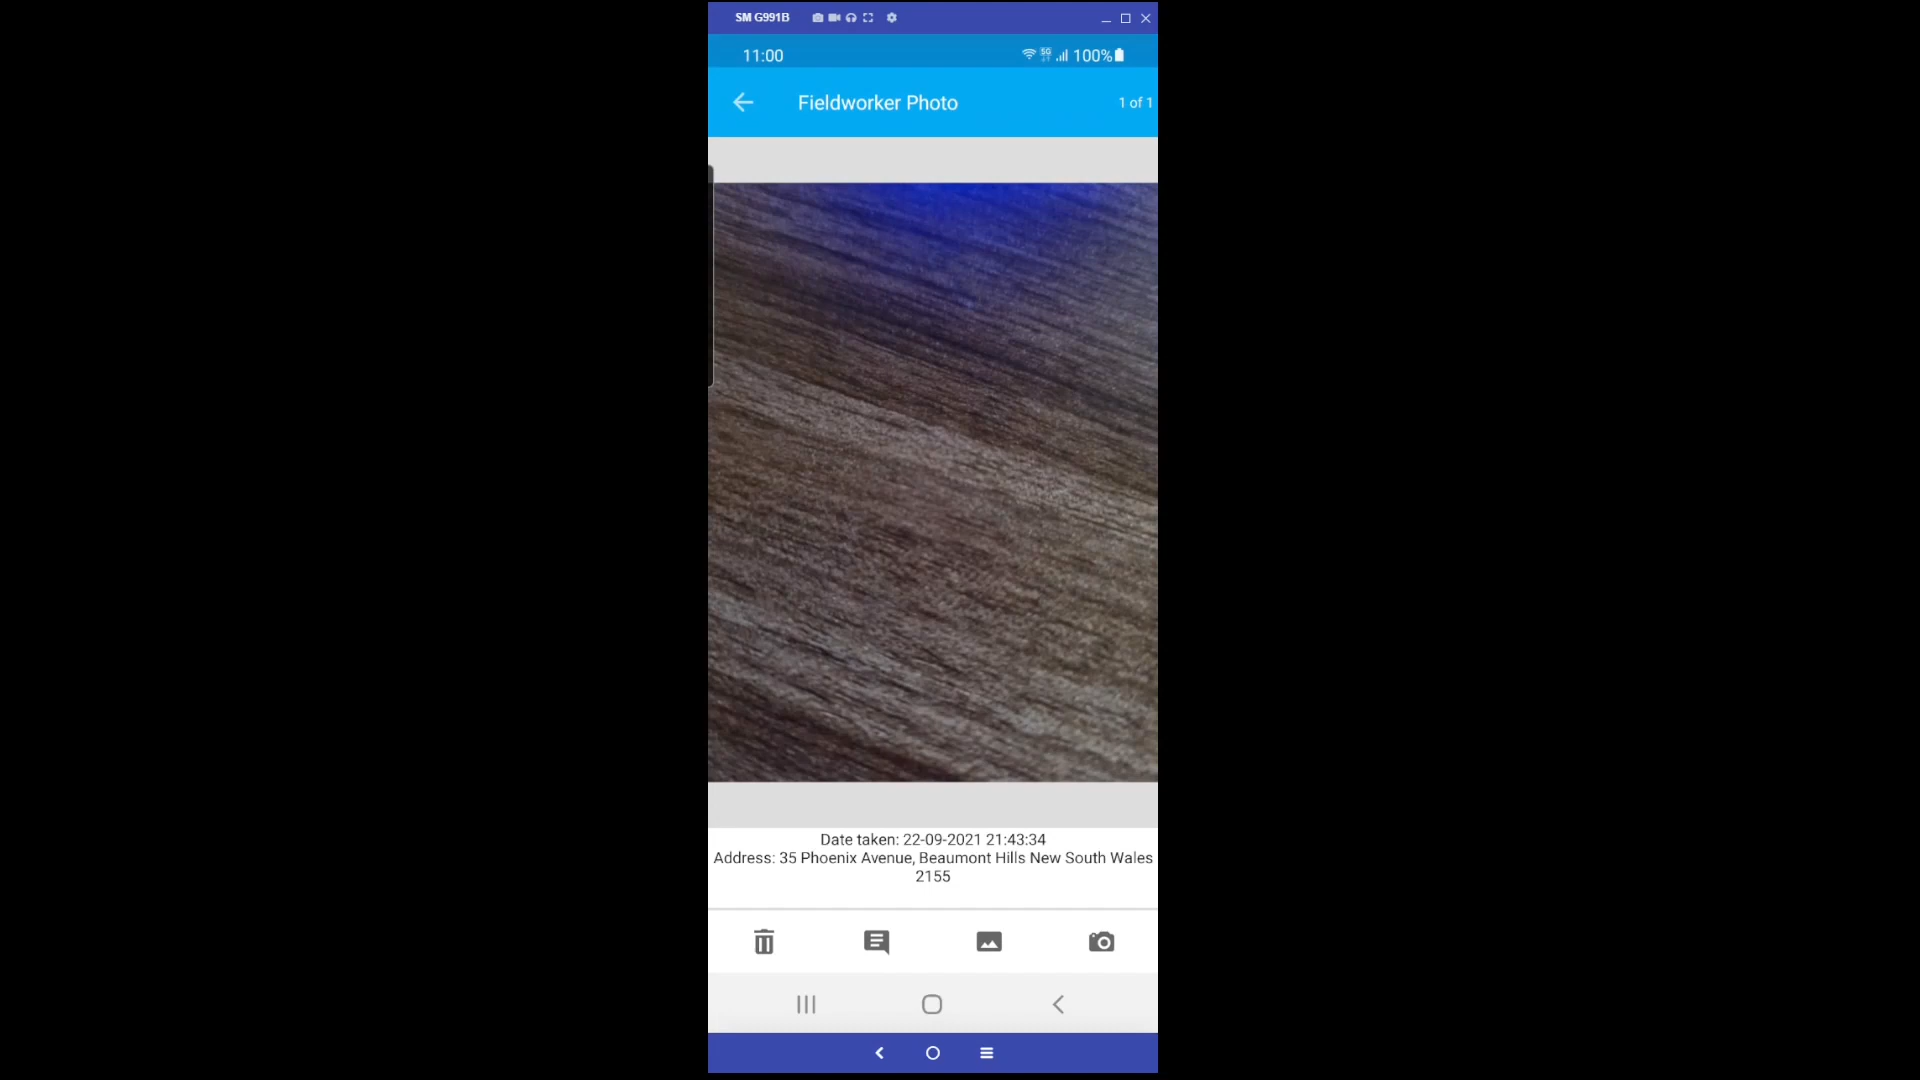 SM G991B
11:00
5G
100%
Fieldworker Photo
1 of 1
Date taken: 22-09-2021 21:43:34
Address: 35 Phoenix Avenue, Beaumont Hills New South Wales
2155